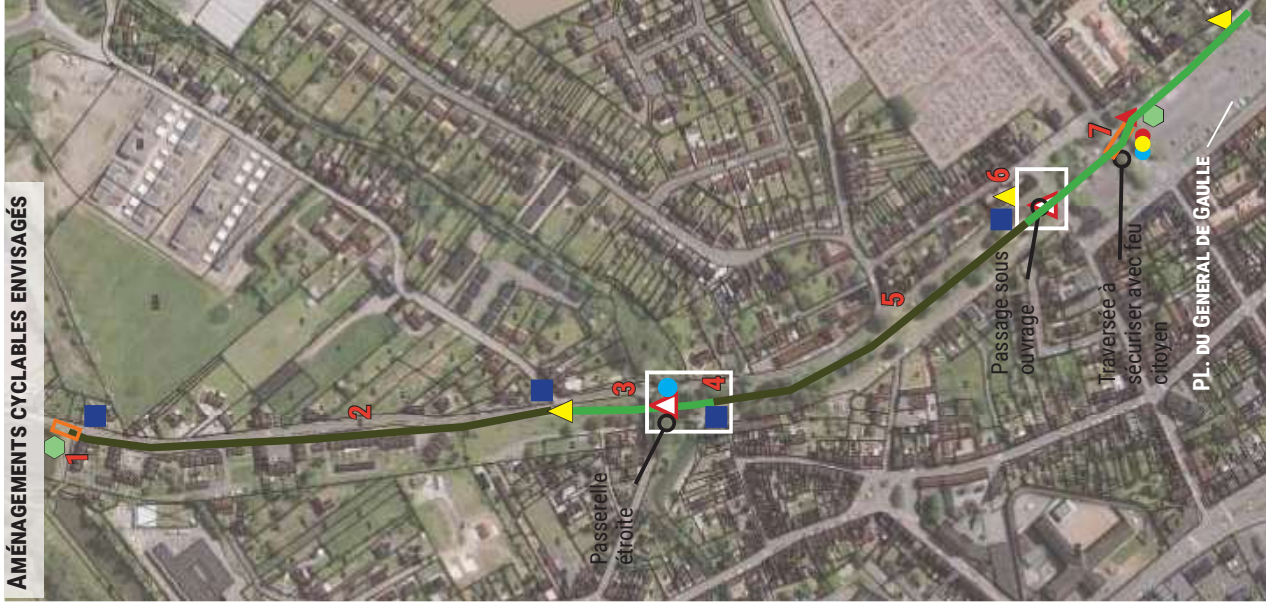 AMÉNAGEMENTS CYCLABLES ENVISAGÉS
1
2
3
4
Passerelle
étroite
5
6
Passage sous
ouvrage
7
Traversée à
sécuriser avec feu
citoyen
PL. DU GENERAL DE GAULLE